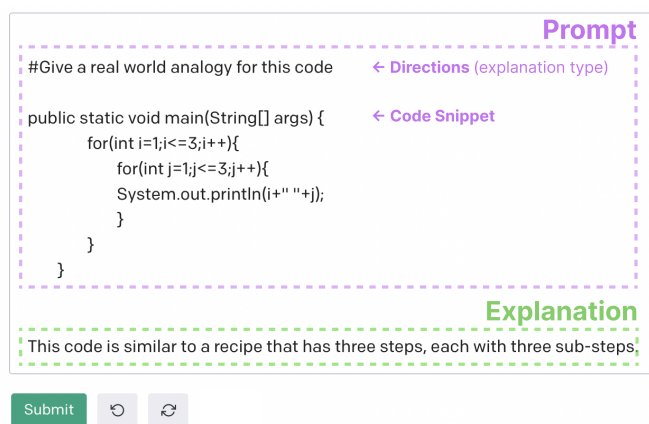 Prompt
#Give a real world analogy for this code ← Directions (explanation type)
public static void main(String[] args) { ← Code Snippet
for(int i=1;i<=3;i++){
for(int j=1;j<=3;j++){
System.out.println(i+" "+j);
}
}
}
Explanation
This code is similar to a recipe that has three steps, each with three sub-steps.
Submit